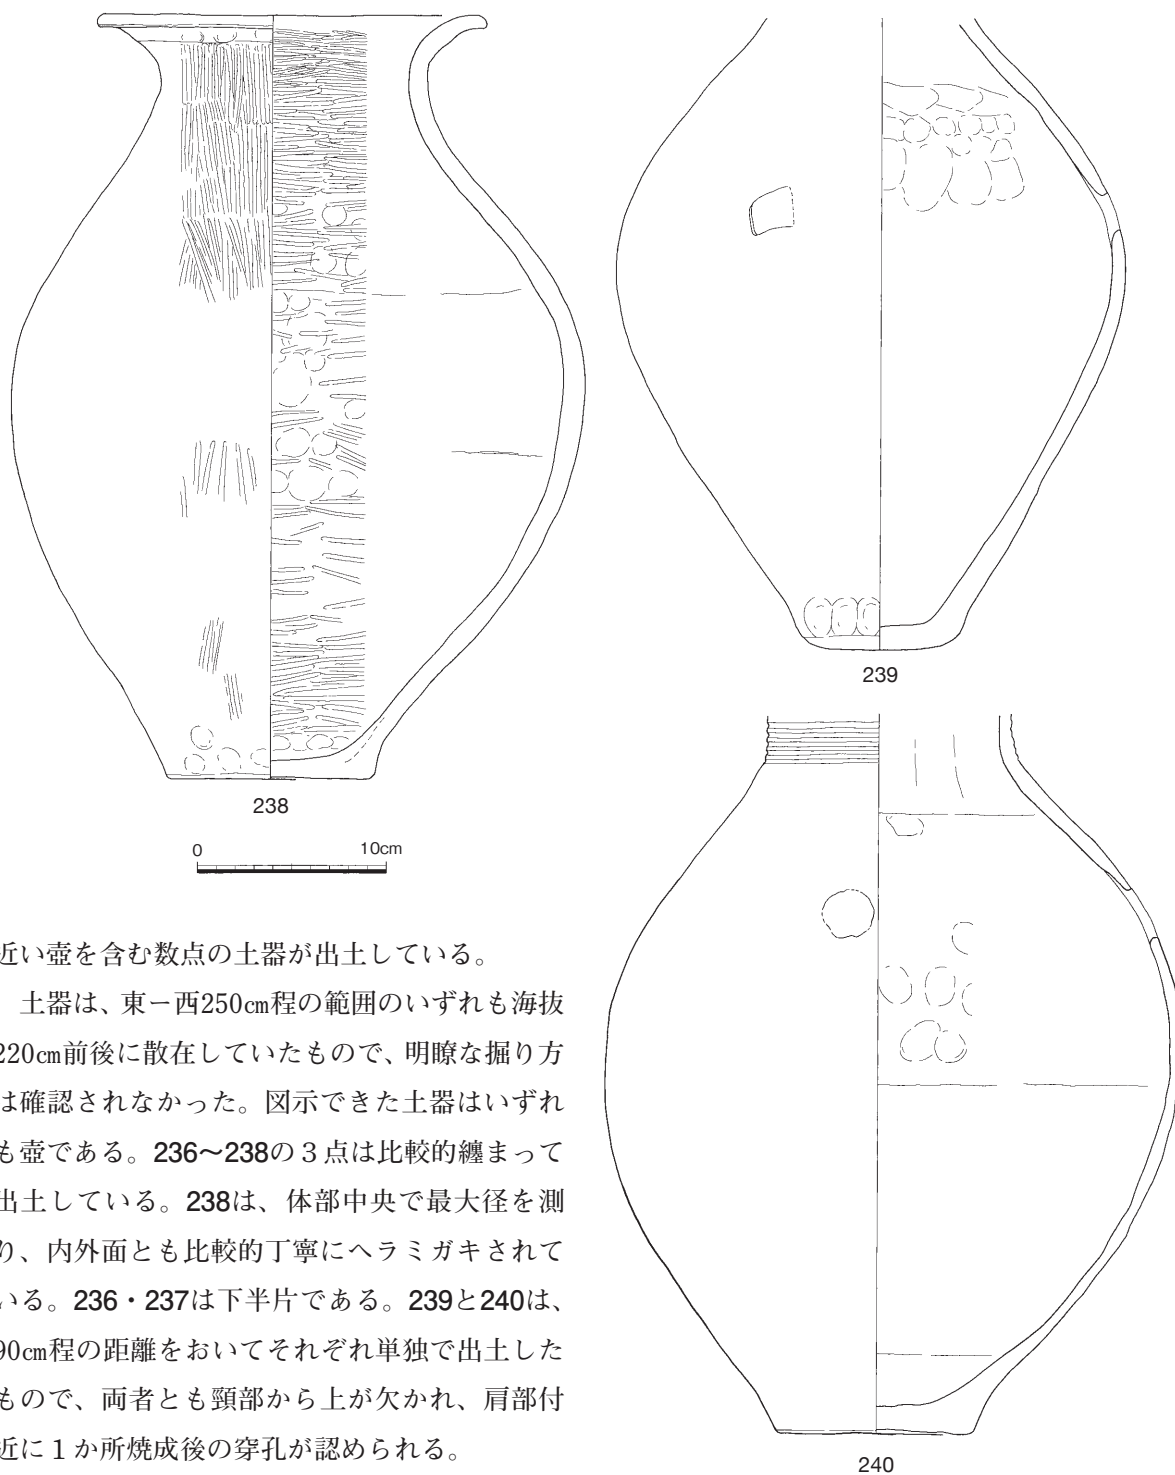 239
238
0 10cm
近い壺を含む数点の土器が出土している。
土器は、東ー西250㎝程の範囲のいずれも海抜
220㎝前後に散在していたもので、明瞭な掘り方
は確認されなかった。図示できた土器はいずれ
も壺である。236〜238の３点は比較的纏まって
出土している。238は、体部中央で最大径を測
り、内外面とも比較的丁寧にヘラミガキされて
いる。236・237は下半片である。239と240は、
90㎝程の距離をおいてそれぞれ単独で出土した
もので、両者とも頸部から上が欠かれ、肩部付
近に１か所焼成後の穿孔が認められる。
240